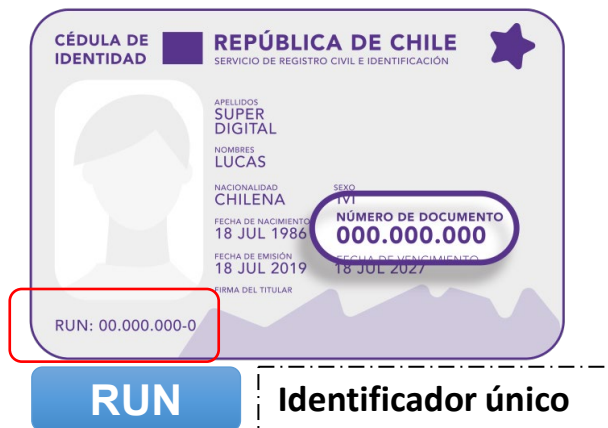 CÉDULA DE
IDENTIDAD
REPÚBLICA DE CHILE
SERVICIO DE REGISTRO CIVIL E IDENTIFICACIÓN
APELLIDOS
SUPER
DIGITAL
NOMBRES
LUCAS
NACIONALIDAD
CHILENA
SEXO
M
FECHA DE NACIMIENTO
18 JUL 1986
NÚMERO DE DOCUMENTO
000.000.000
FECHA DE EMISIÓN
18 JUL 2019
FECHA DE VENCIMIENTO
18 JUL 2027
FIRMA DEL TITULAR
RUN: 00.000.000-0
RUN
Identificador único